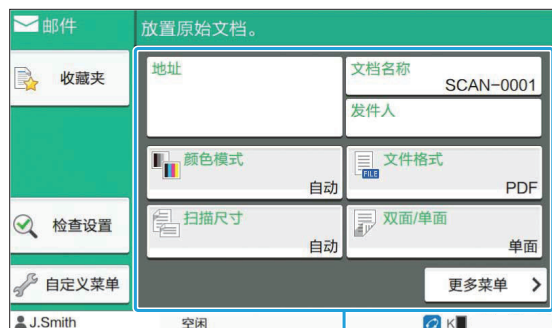 邮件
放置原始文档。
收藏夹
地址
文档名称
SCAN-0001
发件人
颜色模式
自动
文件格式
FILE
PDF
检查设置
扫描尺寸
自动
双面/单面
单面
自定义菜单
更多菜单
J.Smith
空闲
K